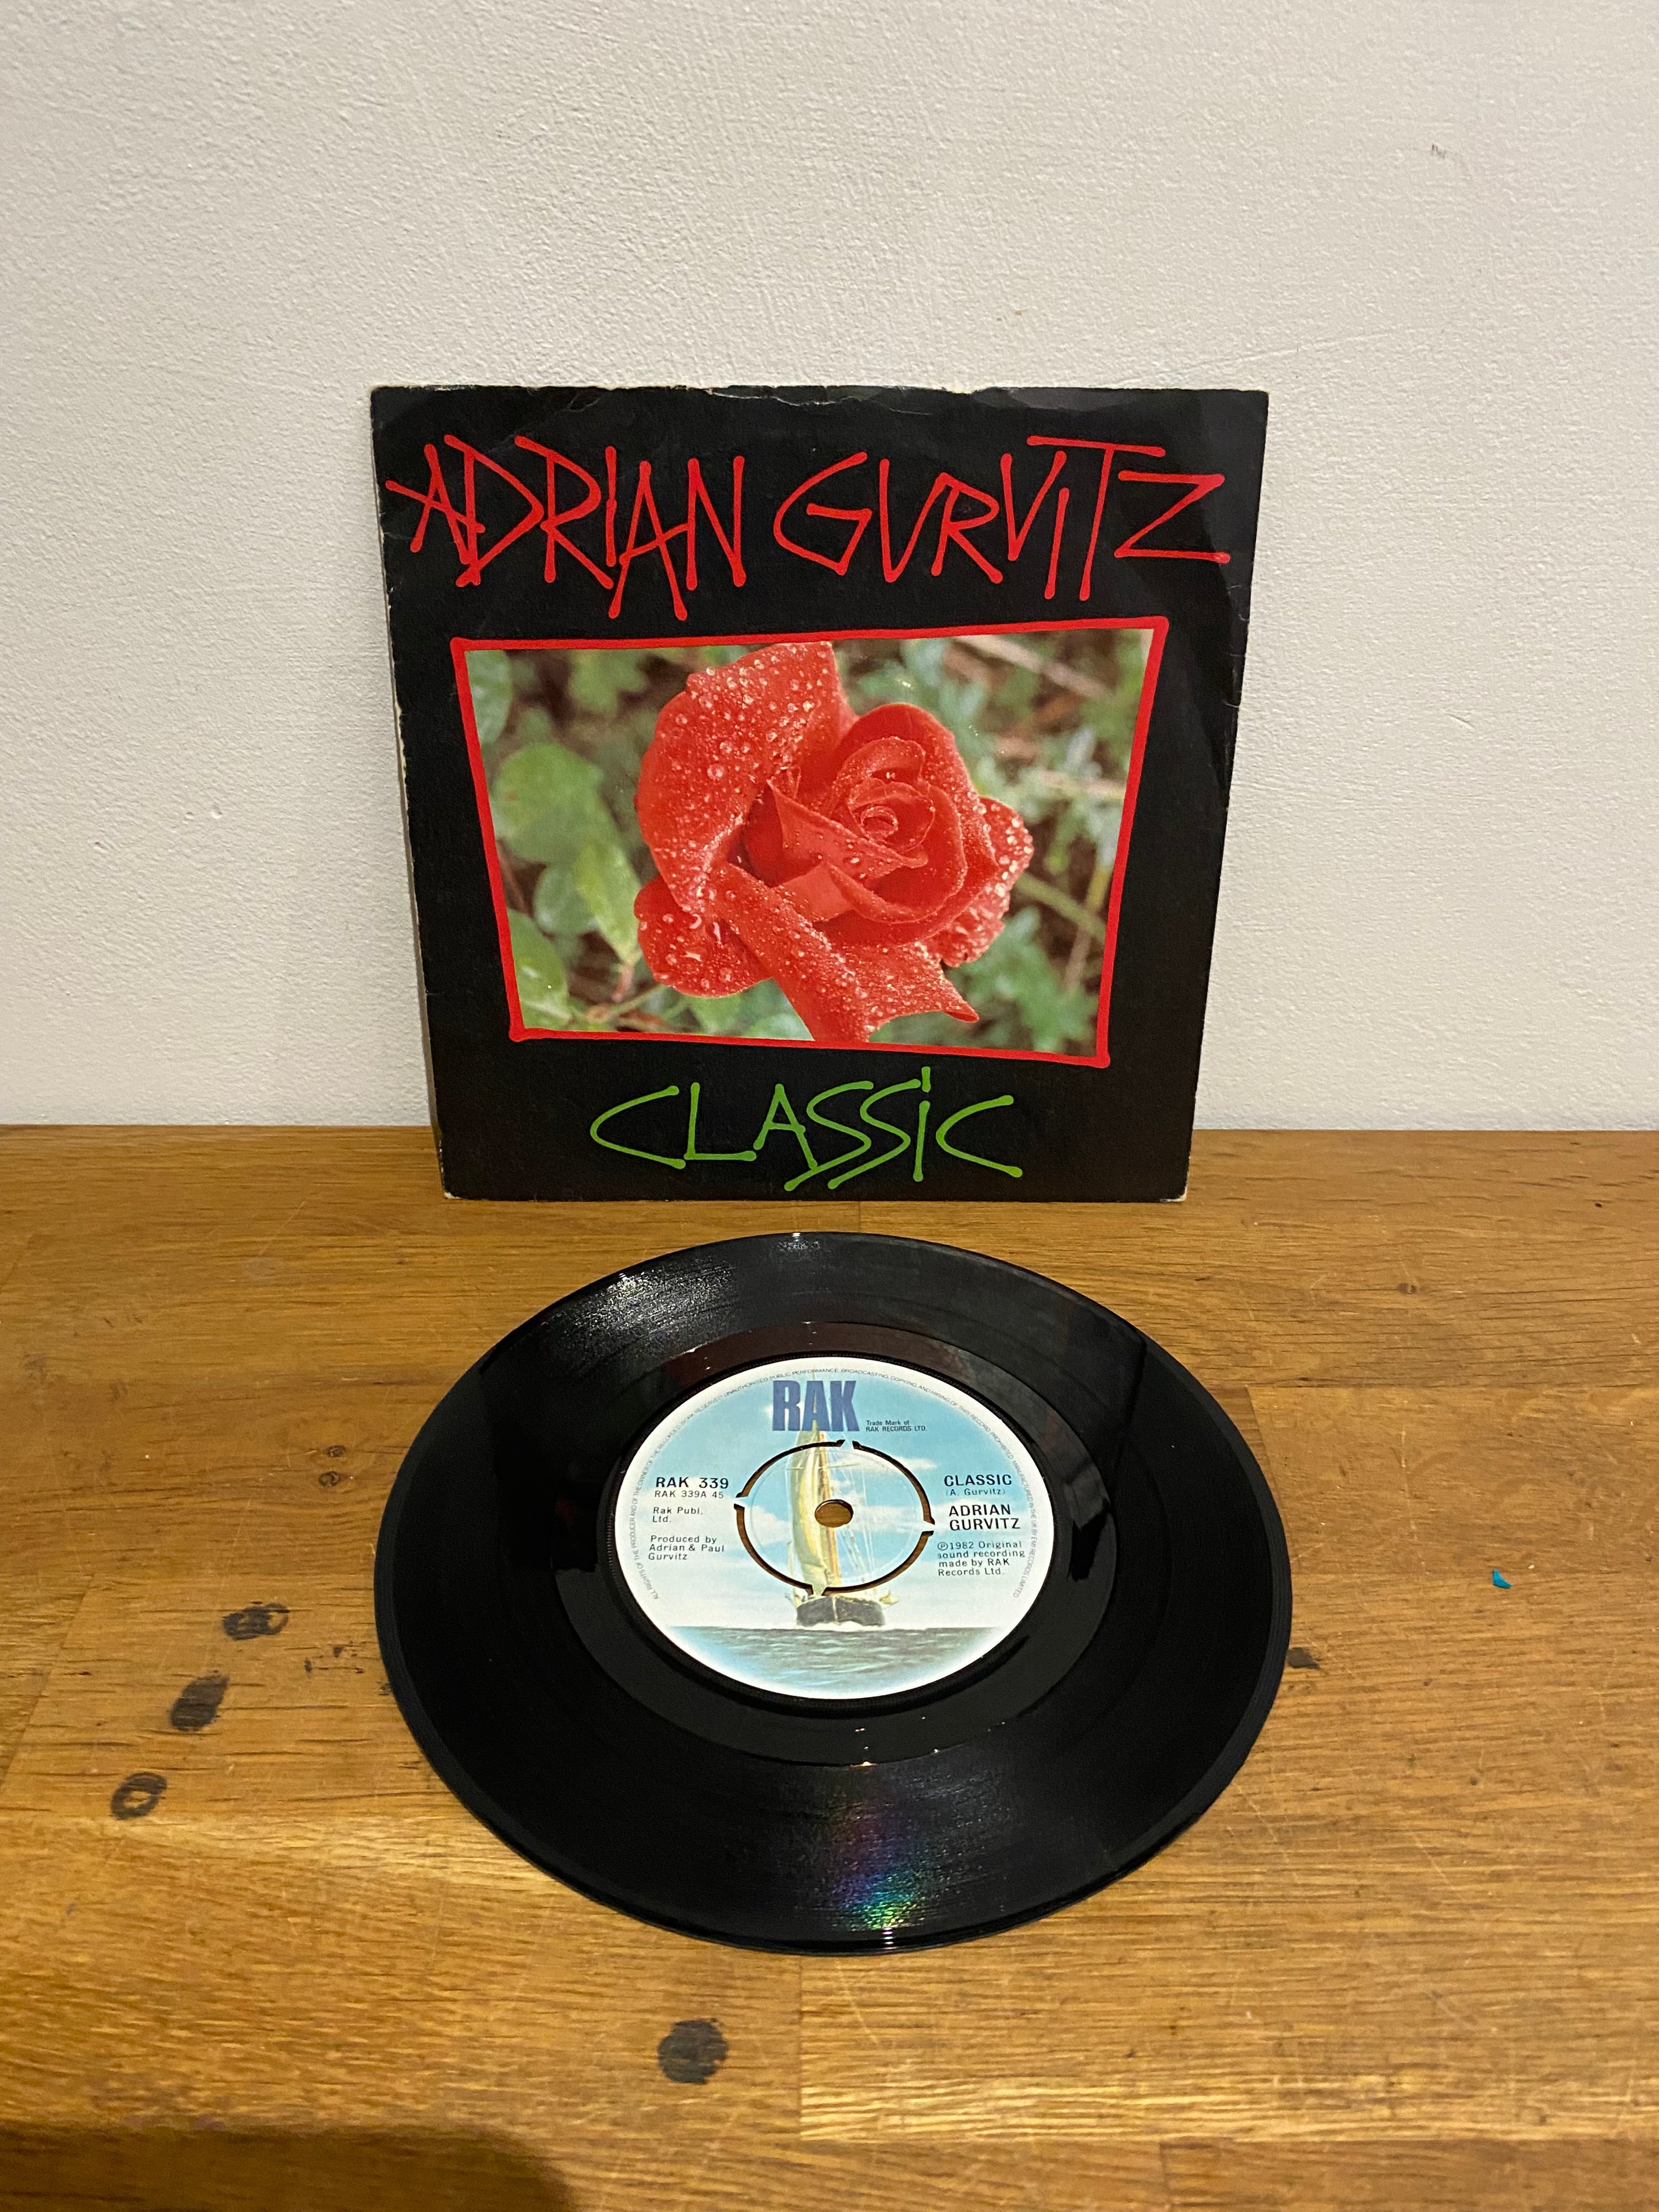 ADRIAN GURVITZ
CLASSIC
RAK
Trade Mark of
RAK RECORDS LTD.
RAK 339
RAK 339A 45
Rak Publ.
Ltd.
Produced by
Adrian & Paul
Gurvitz
CLASSIC
(A. Gurvitz)
ADRIAN
GURVITZ
℗1982 Original
sound recording
made by RAK
Records Ltd.